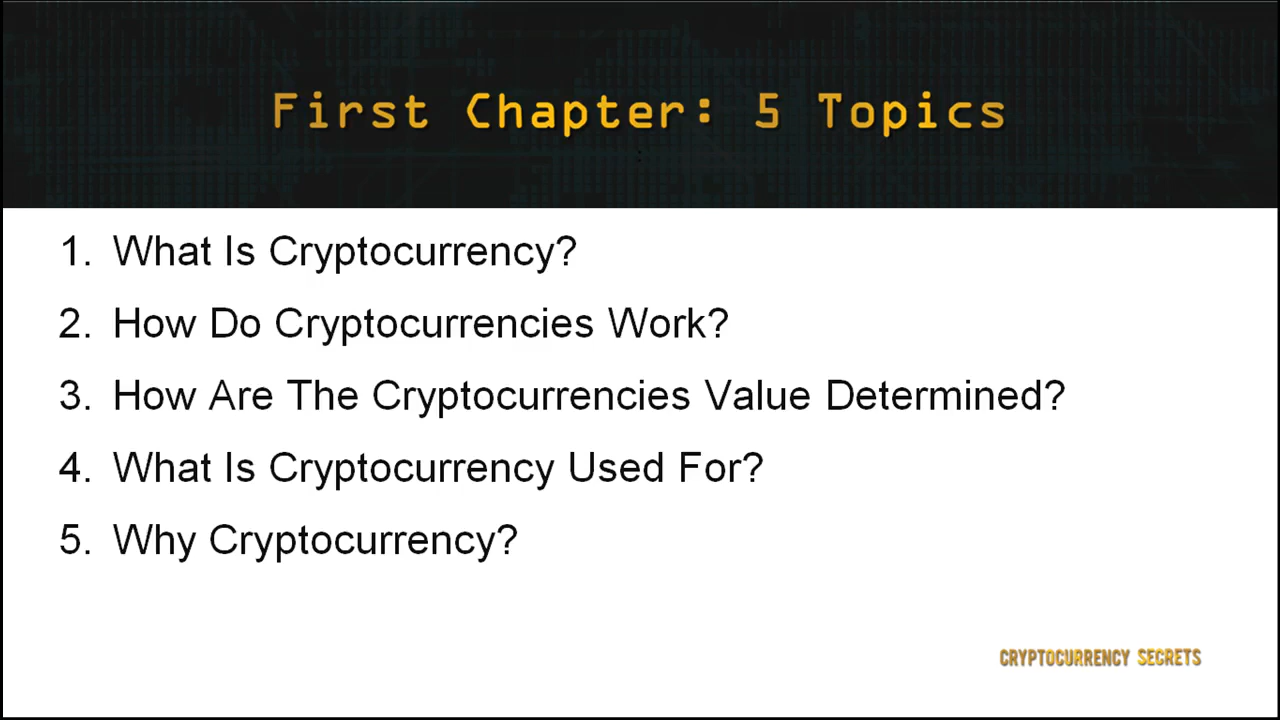 First Chapter: 5 Topics
1. What Is Cryptocurrency?
2. How Do Cryptocurrencies Work?
3. How Are The Cryptocurrencies Value Determined?
4. What Is Cryptocurrency Used For?
5. Why Cryptocurrency?
CRYPTOCURRENCY SECRETS